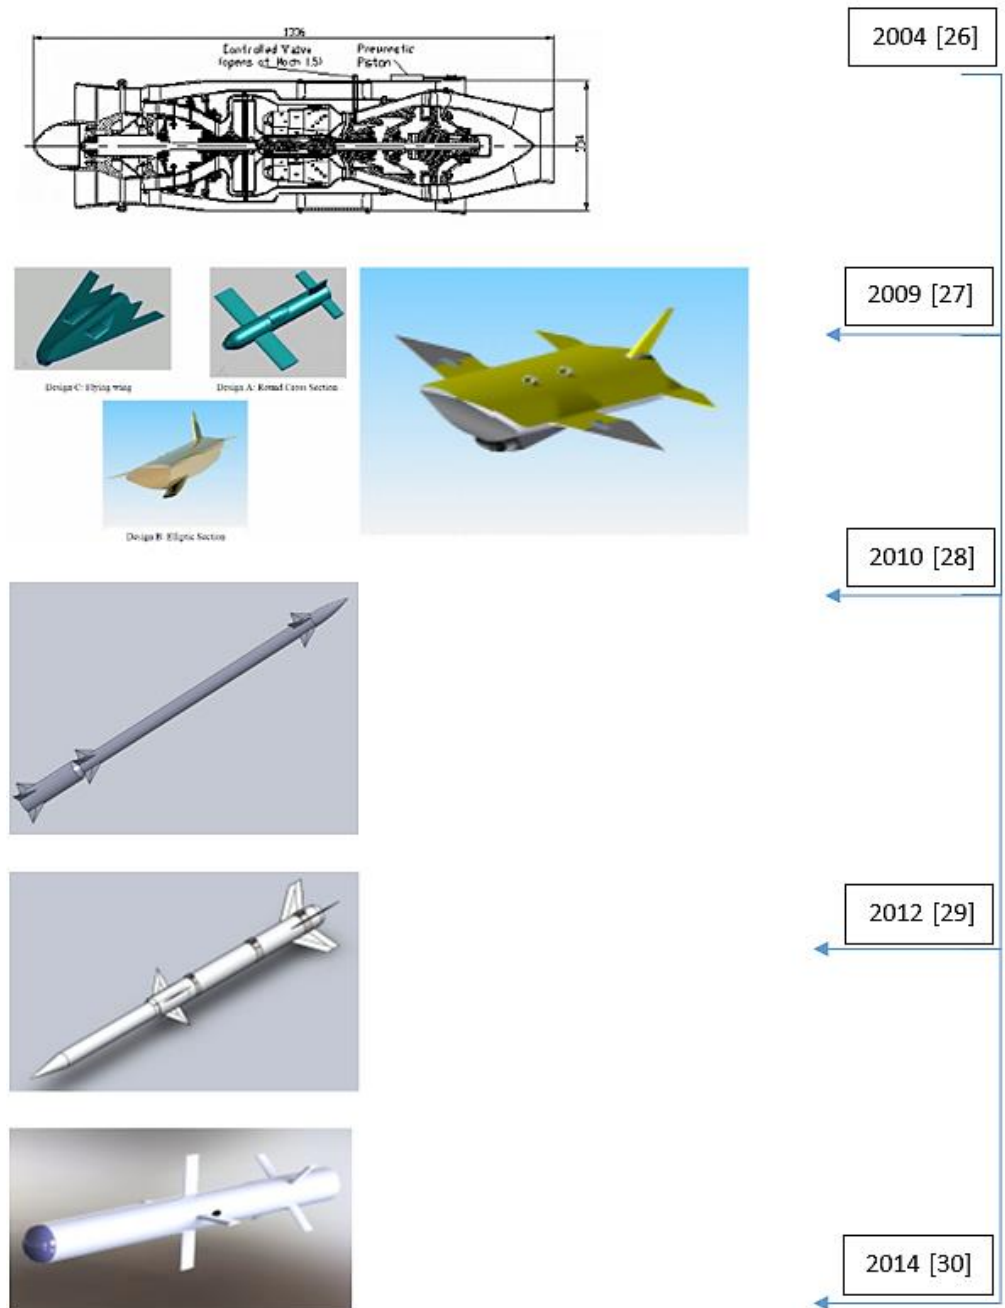 1336
2004 [26]
Controlled Valve
(opens at Mach 1.5)
Pneumatic
Piston
2009 [27]
Design C: Flying wing
Design A: Round Cross Section
Design B: Elliptic Section
2010 [28]
2012 [29]
2014 [30]